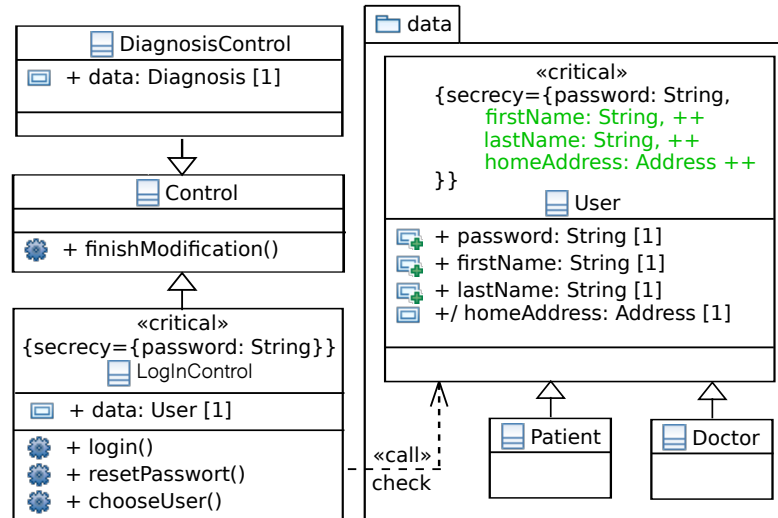 DiagnosisControl
+ data: Diagnosis [1]
Control
+ finishModification()
«critical»
{secrecy={password: String}}
LogInControl
+ data: User [1]
+ login()
+ resetPasswort()
+ chooseUser()
«call»
check
data
«critical»
{secrecy={password: String,
firstName: String, ++
lastName: String, ++
homeAddress: Address ++
}}
User
+ password: String [1]
+ firstName: String [1]
+ lastName: String [1]
+/ homeAddress: Address [1]
Patient
Doctor